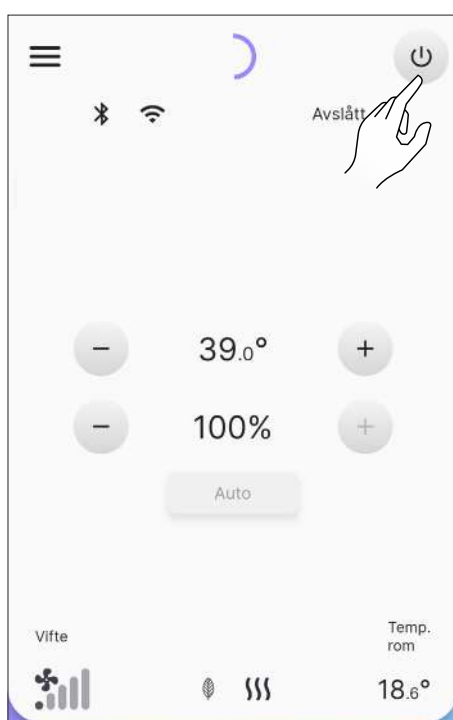 Avslått
− 39.0° +
− 100% +
Auto
Vifte
Temp.
rom
18.6°